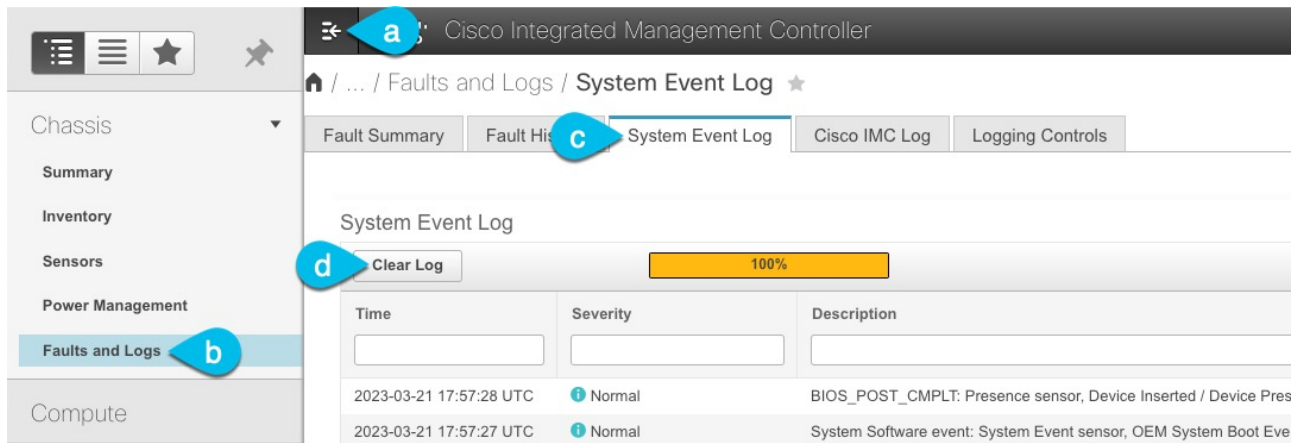 a
Cisco Integrated Management Controller
/ ... / Faults and Logs / System Event Log
Chassis
Fault Summary
Fault His
c
System Event Log
Cisco IMC Log
Logging Controls
Summary
Inventory
System Event Log
Sensors
d
Clear Log
100%
Power Management
Time
Severity
Description
Faults and Logs
b
2023-03-21 17:57:28 UTC
Normal
BIOS_POST_CMPLT: Presence sensor, Device Inserted / Device Pres
Compute
2023-03-21 17:57:27 UTC
Normal
System Software event: System Event sensor, OEM System Boot Eve